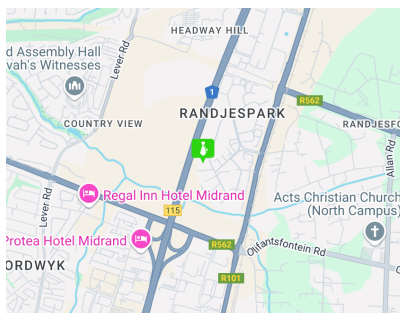 HEADWAY HILL
d Assembly Hall
vah's Witnesses
Lever Rd
1
R562
RANDJESPARK
COUNTRY VIEW
RANDJESFO
Allan Rd
Regal Inn Hotel Midrand
Lever Rd
115
Acts Christian Church
(North Campus)
Protea Hotel Midrand
R562
Olifantsfontein Rd
ORDWYK
R101